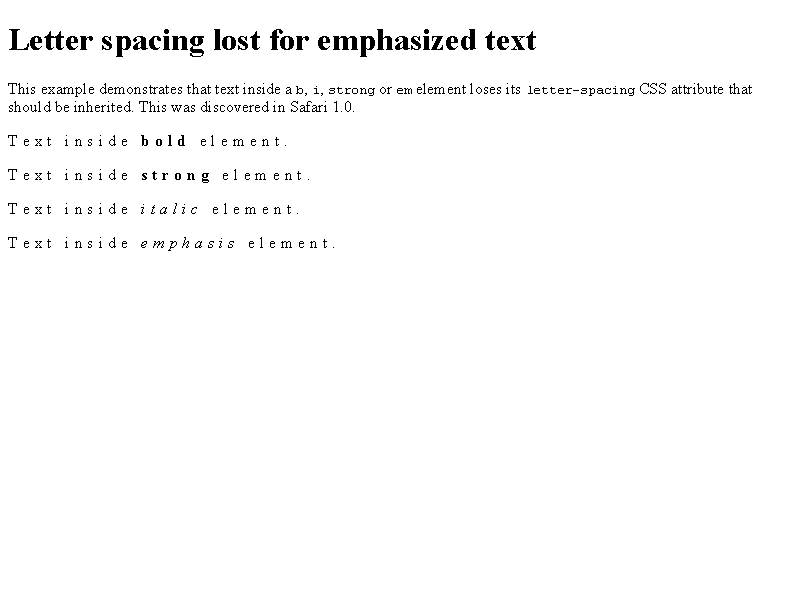 Letter spacing lost for emphasized text
This example demonstrates that text inside a b, i, strong or em element loses its letter-spacing CSS attribute that
should be inherited. This was discovered in Safari 1.0.
Text inside bold element.
Text inside strong element.
Text inside italic element.
Text inside emphasis element.